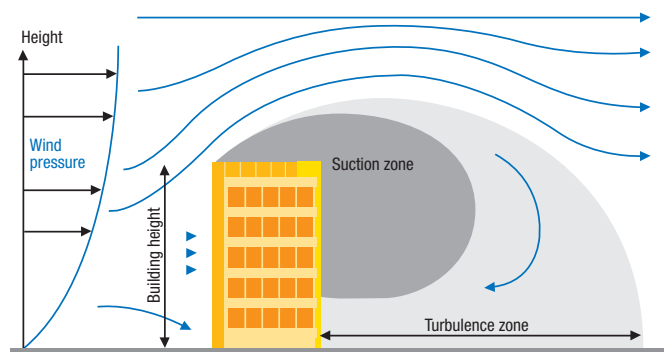 Height
Wind
pressure
Suction zone
Building height
Turbulence zone